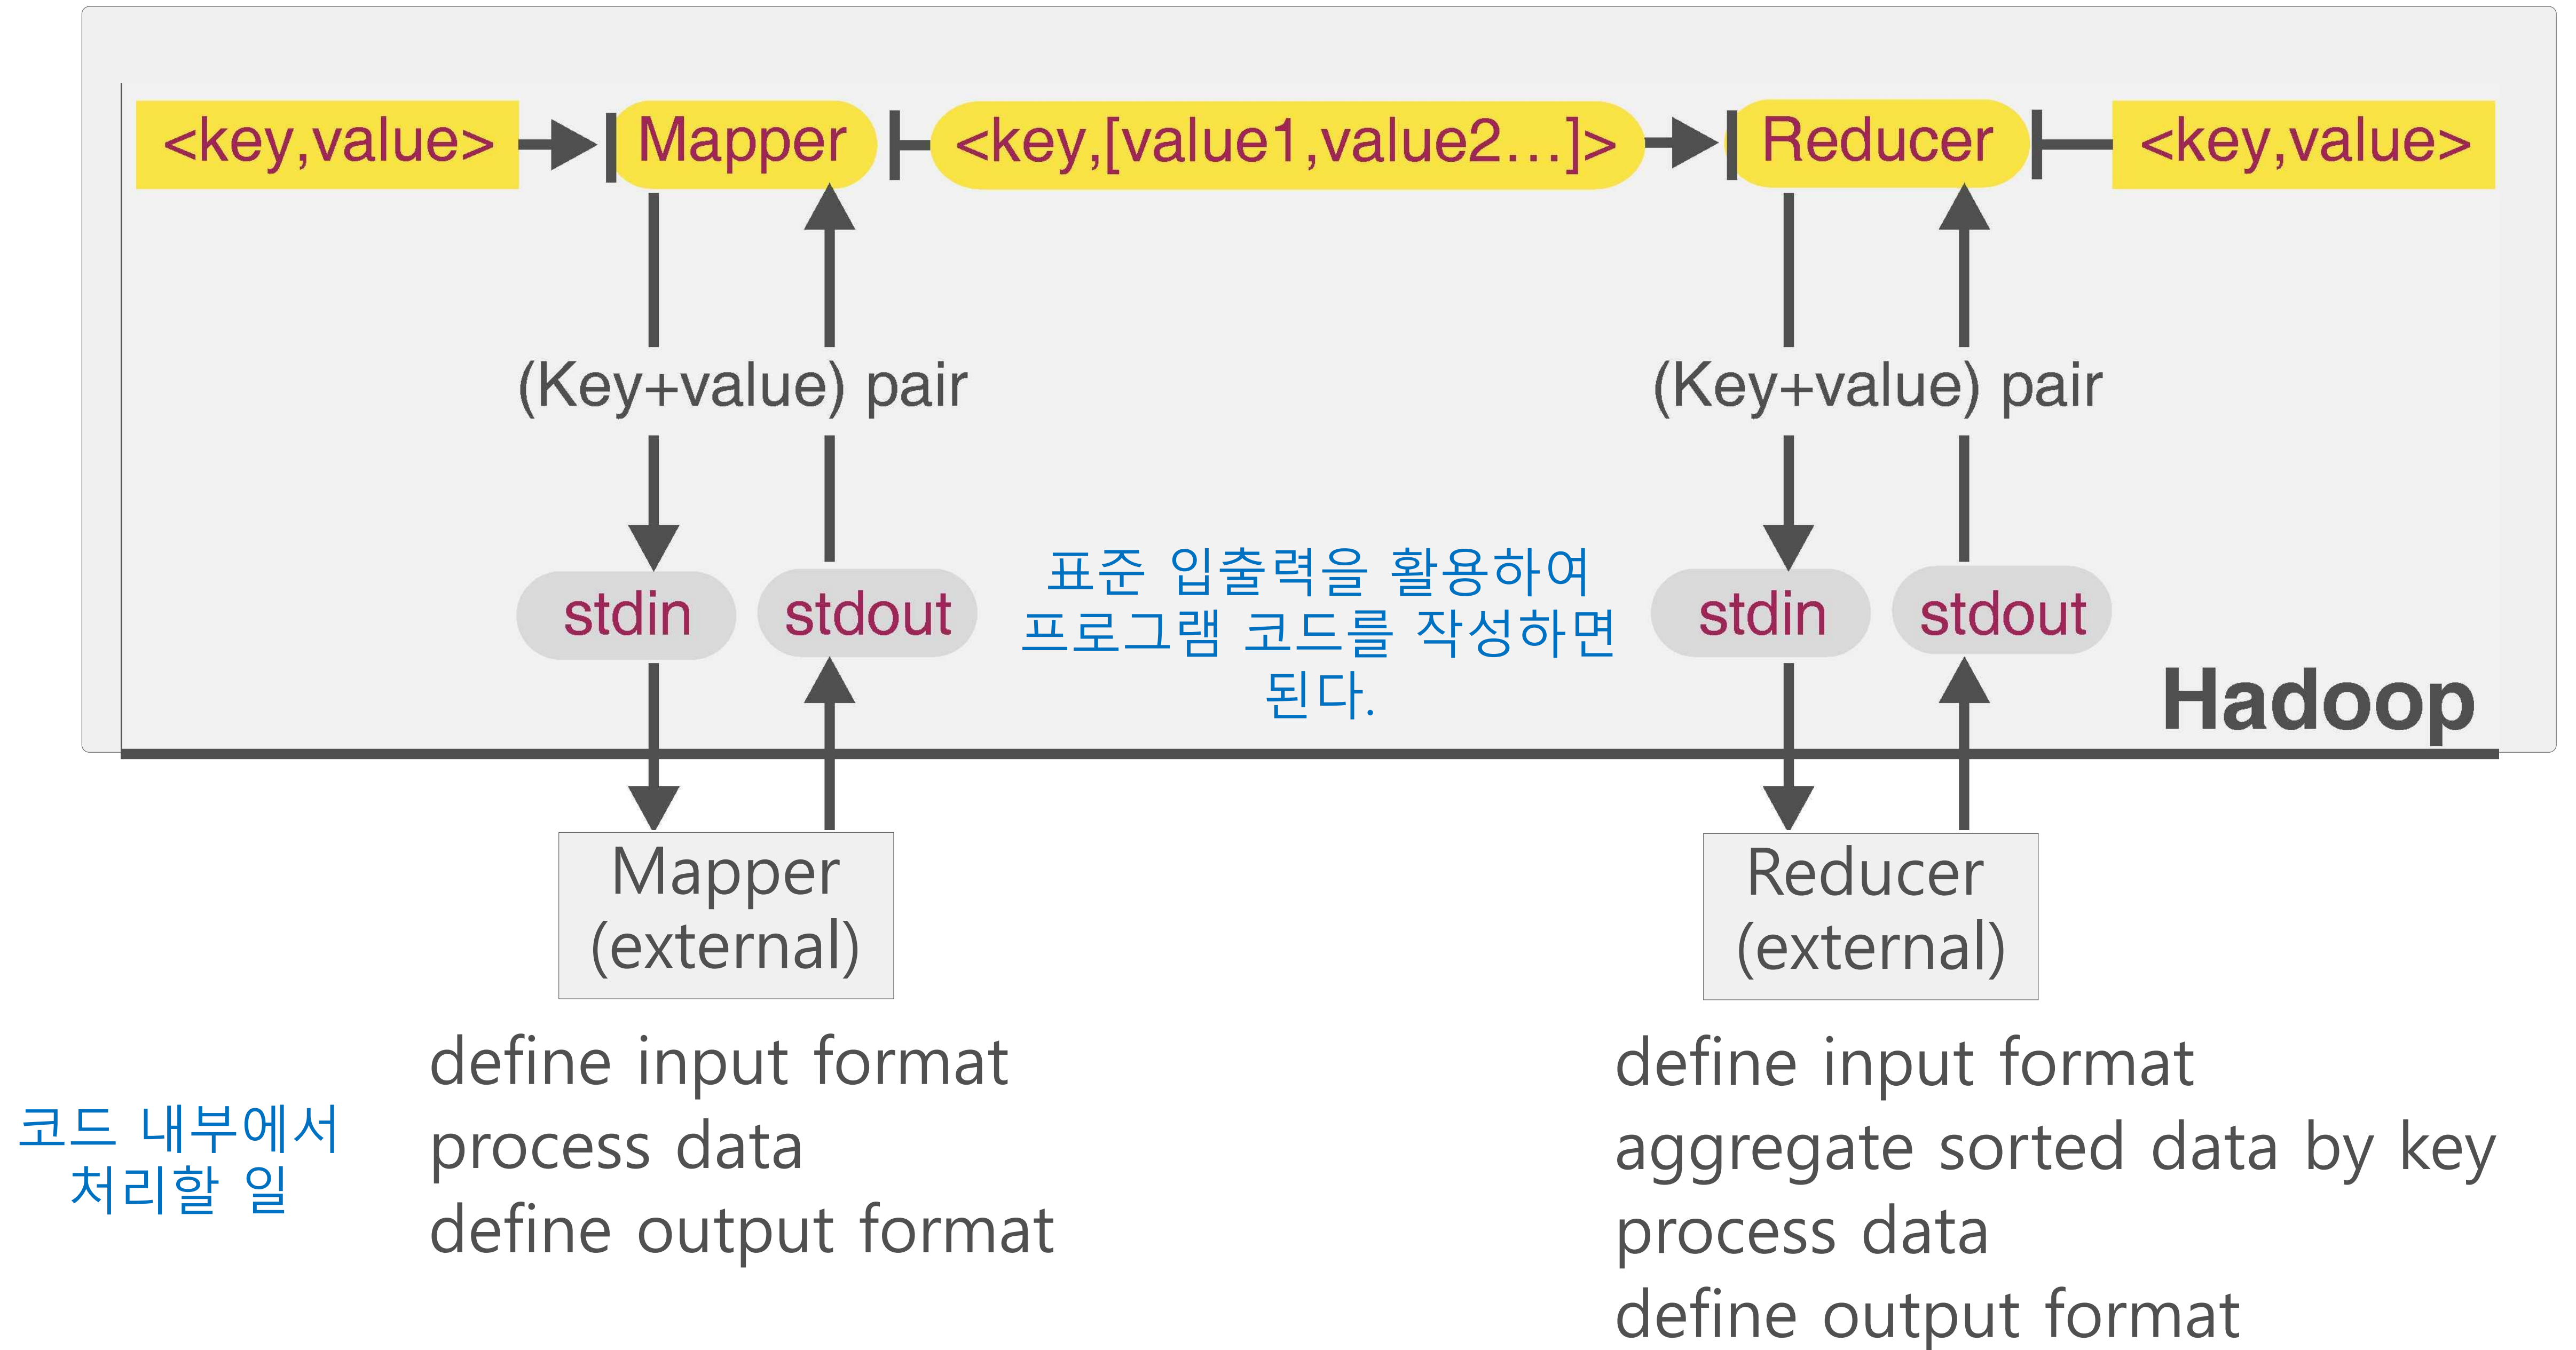 <key,value>
Mapper
<key,[value1,value2...]>
Reducer
<key,value>
(Key+value) pair
(Key+value) pair
stdin
stdout
표준 입출력을 활용하여
프로그램 코드를 작성하면
된다.
stdin
stdout
Hadoop
Mapper
(external)
Reducer
(external)
코드 내부에서
처리할 일
define input format
process data
define output format
define input format
aggregate sorted data by key
process data
define output format